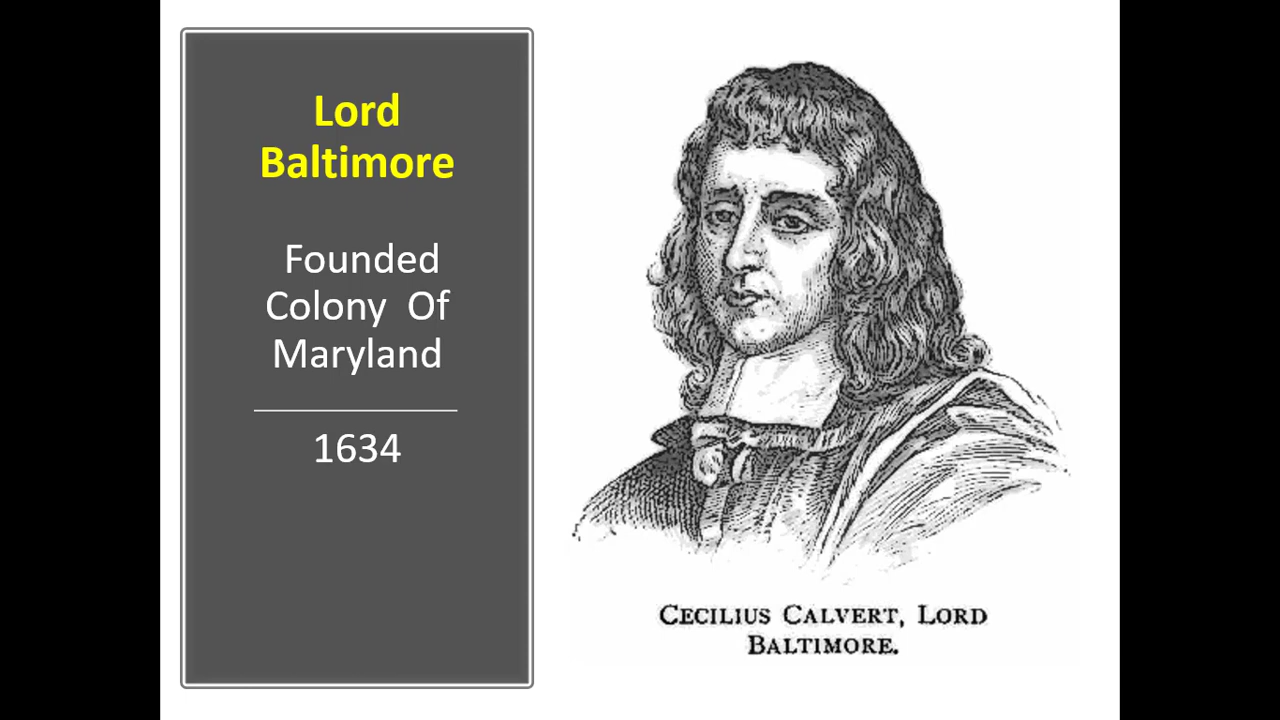 Lord
Baltimore
Founded
Colony Of
Maryland
1634
CECILIUS CALVERT, LORD
BALTIMORE.